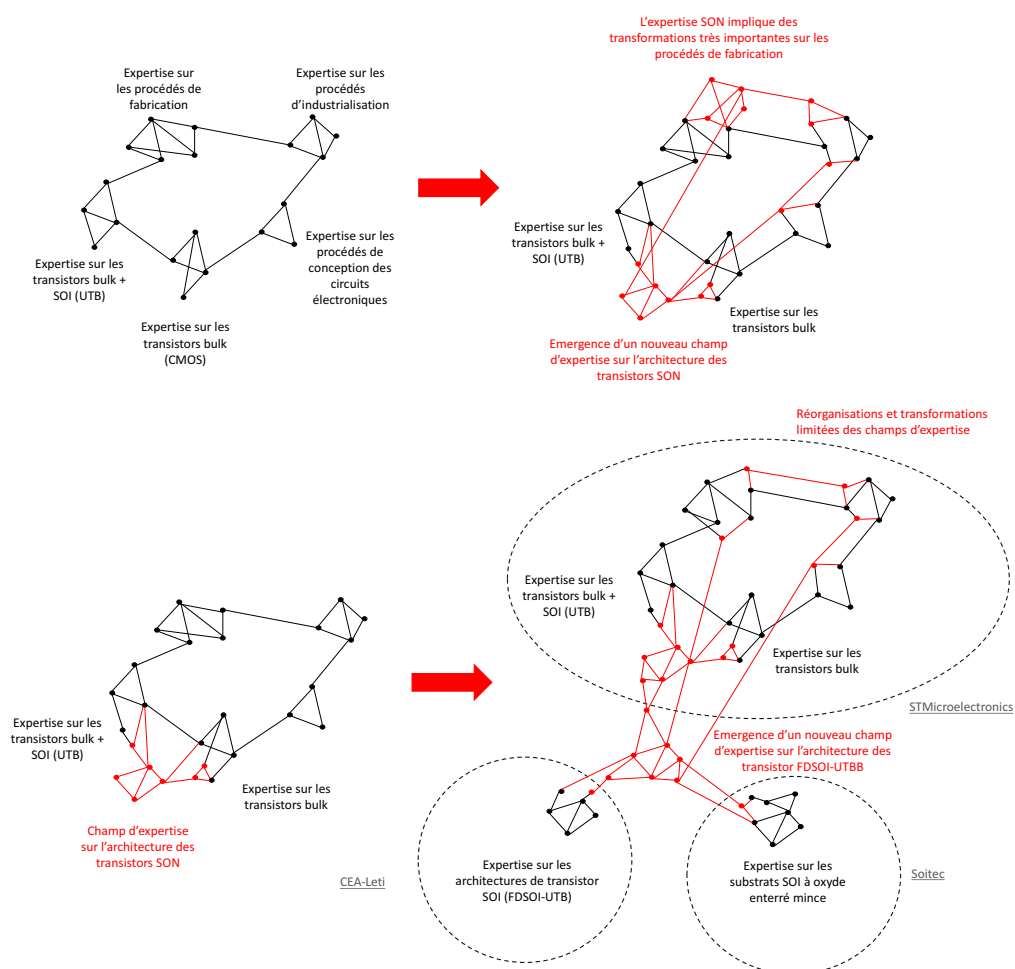 L’expertise SON implique des
transformations très importantes sur les
procédés de fabrication
Expertise sur
les procédés de
fabrication
Expertise sur les
procédés
d’industrialisation
Expertise sur les
transistors bulk +
SOI (UTB)
Expertise sur les
procédés de
conception des
circuits
électroniques
Expertise sur les
transistors bulk
(CMOS)
Expertise sur les
transistors bulk +
SOI (UTB)
Expertise sur les
transistors bulk
Emergence d’un nouveau champ
d’expertise sur l’architecture des
transistors SON
Réorganisations et transformations
limitées des champs d’expertise
Expertise sur les
transistors bulk +
SOI (UTB)
Expertise sur les
transistors bulk
STMicroelectronics
Expertise sur les
transistors bulk +
SOI (UTB)
Expertise sur les
transistors bulk
Champ d’expertise
sur l’architecture des
transistors SON
Emergence d’un nouveau champ
d’expertise sur l’architecture des
transistor FDSOI-UTBB
CEA-Leti
Expertise sur les
architectures de transistor
SOI (FDSOI-UTB)
Expertise sur les
substrats SOI à oxyde
enterré mince
Soitec